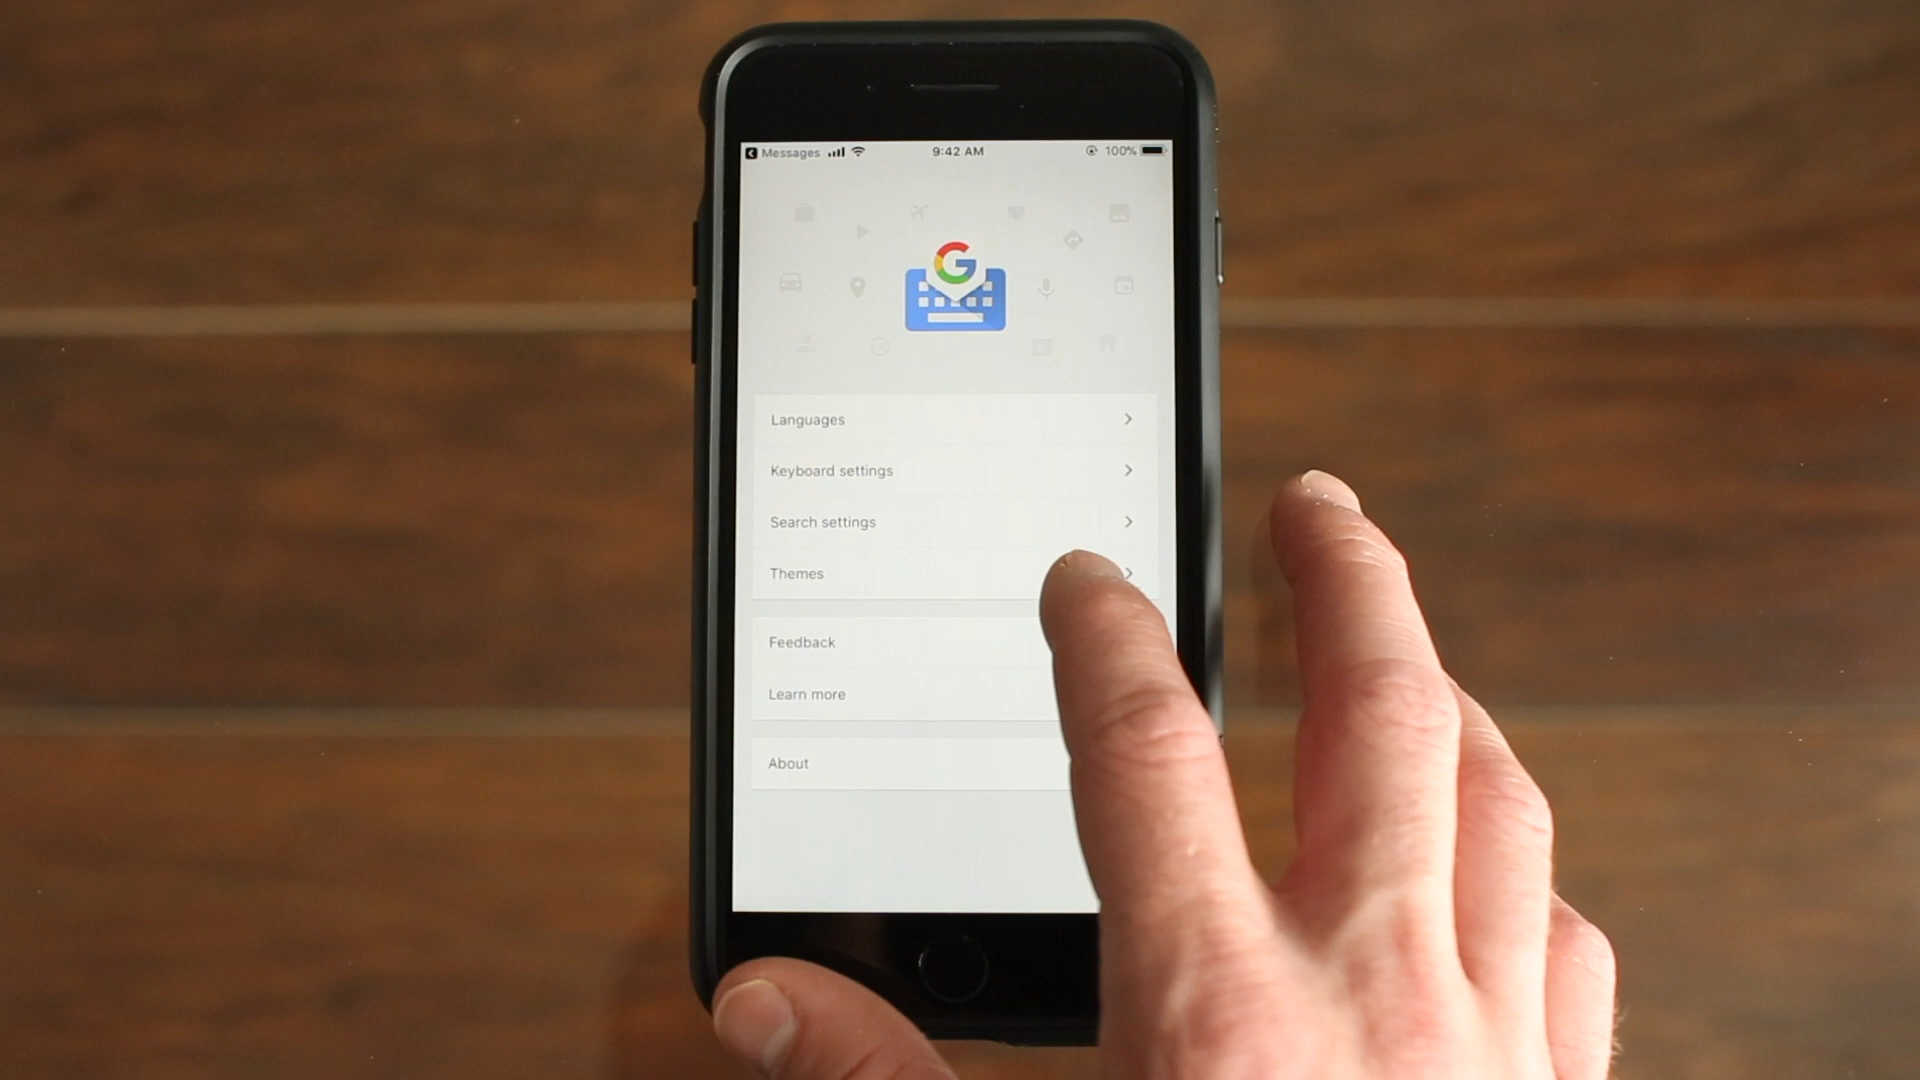 Messages 9:42 AM 100%
G
Languages
Keyboard settings
Search settings
Themes
Feedback
Learn more
About